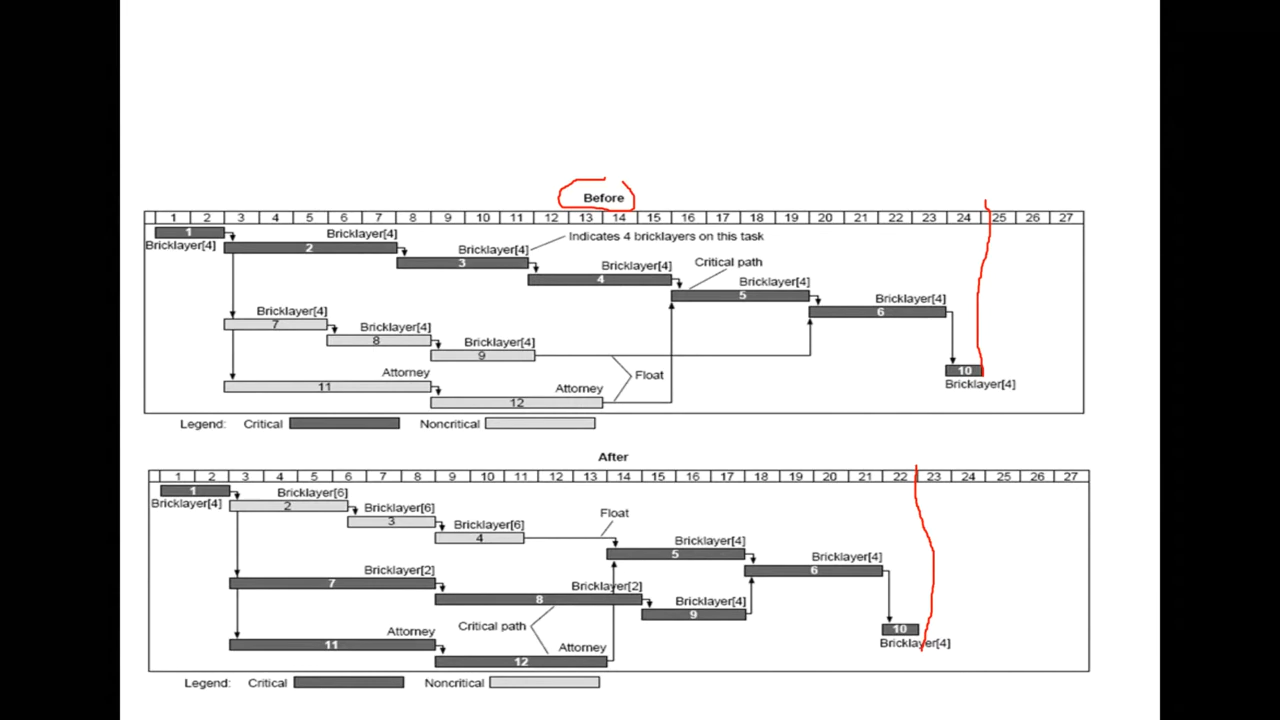 Before
1 2 3 4 5 6 7 8 9 10 11 12 13 14 15 16 17 18 19 20 21 22 23 24 25 26 27
1
Bricklayer[4]
Bricklayer[4]
2
Bricklayer[4]
Indicates 4 bricklayers on this task
3
Bricklayer[4]
Critical path
4
Bricklayer[4]
5
Bricklayer[4]
6
Bricklayer[4]
7
Bricklayer[4]
8
Bricklayer[4]
9
Attorney
Float
10
11
Attorney
Bricklayer[4]
12
Legend: Critical Noncritical
After
1 2 3 4 5 6 7 8 9 10 11 12 13 14 15 16 17 18 19 20 21 22 23 24 25 26 27
1
Bricklayer[4]
Bricklayer[6]
2
Bricklayer[6]
3
Bricklayer[6]
Float
4
Bricklayer[4]
5
Bricklayer[4]
6
Bricklayer[2]
7
Bricklayer[2]
8
Bricklayer[4]
9
Critical path
10
Attorney
Bricklayer[4]
11
Attorney
12
Legend: Critical Noncritical